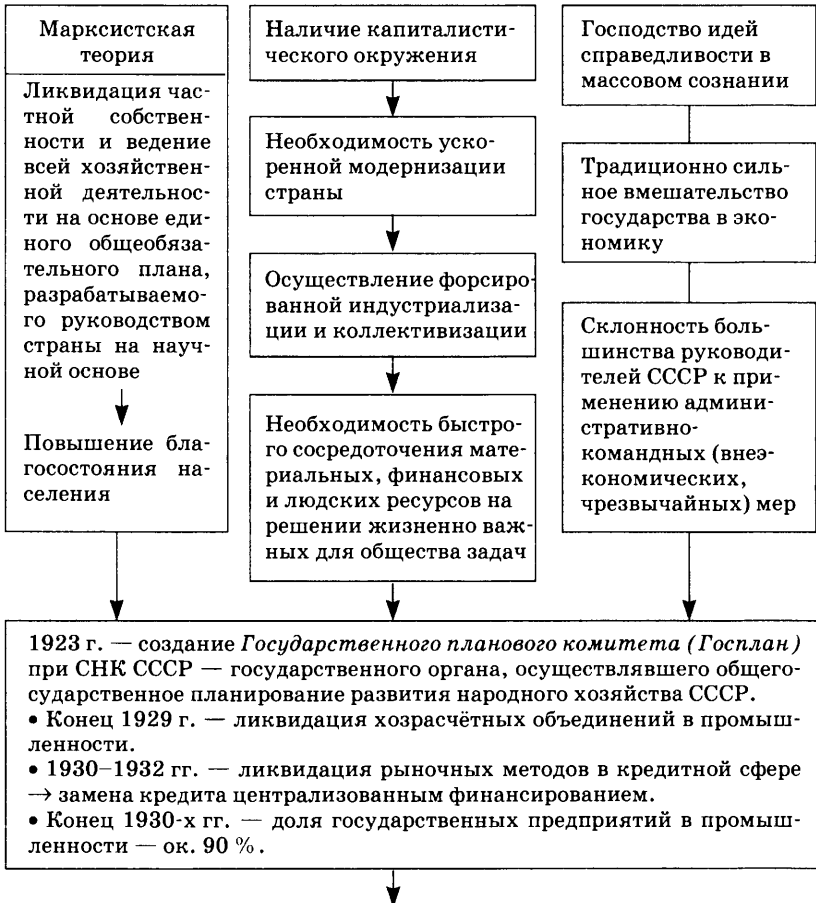 Марксистская
теория
Ликвидация час-
тной собствен-
ности и ведение
всей хозяйствен-
ной деятельнос-
ти на основе еди-
ного общеобяза-
тельного плана,
разрабатываемо-
го руководством
страны на науч-
ной основе
Повышение бла-
госостояния на-
селения
Наличие капиталисти-
ческого окружения
Необходимость уско-
ренной модернизации
страны
Осуществление форсиро-
ванной индустриализа-
ции и коллективизации
Необходимость быстро-
го сосредоточения мате-
риальных, финансовых
и людских ресурсов на
решении жизненно важ-
ных для общества задач
Господство идей
справедливости в
массовом сознании
Традиционно силь-
ное вмешательство
государства в эко-
номику
Склонность боль-
шинства руководи-
телей СССР к при-
менению админи-
стративно-
командных (внеэ-
кономических,
чрезвычайных) мер
1923 г. — создание Государственного планового комитета (Госплан)
при СНК СССР — государственного органа, осуществлявшего общего-
сударственное планирование развития народного хозяйства СССР.
• Конец 1929 г. — ликвидация хозрасчётных объединений в промыш-
ленности.
• 1930–1932 гг. — ликвидация рыночных методов в кредитной сфере
→ замена кредита централизованным финансированием.
• Конец 1930-х гг. — доля государственных предприятий в промыш-
ленности — ок. 90 %.